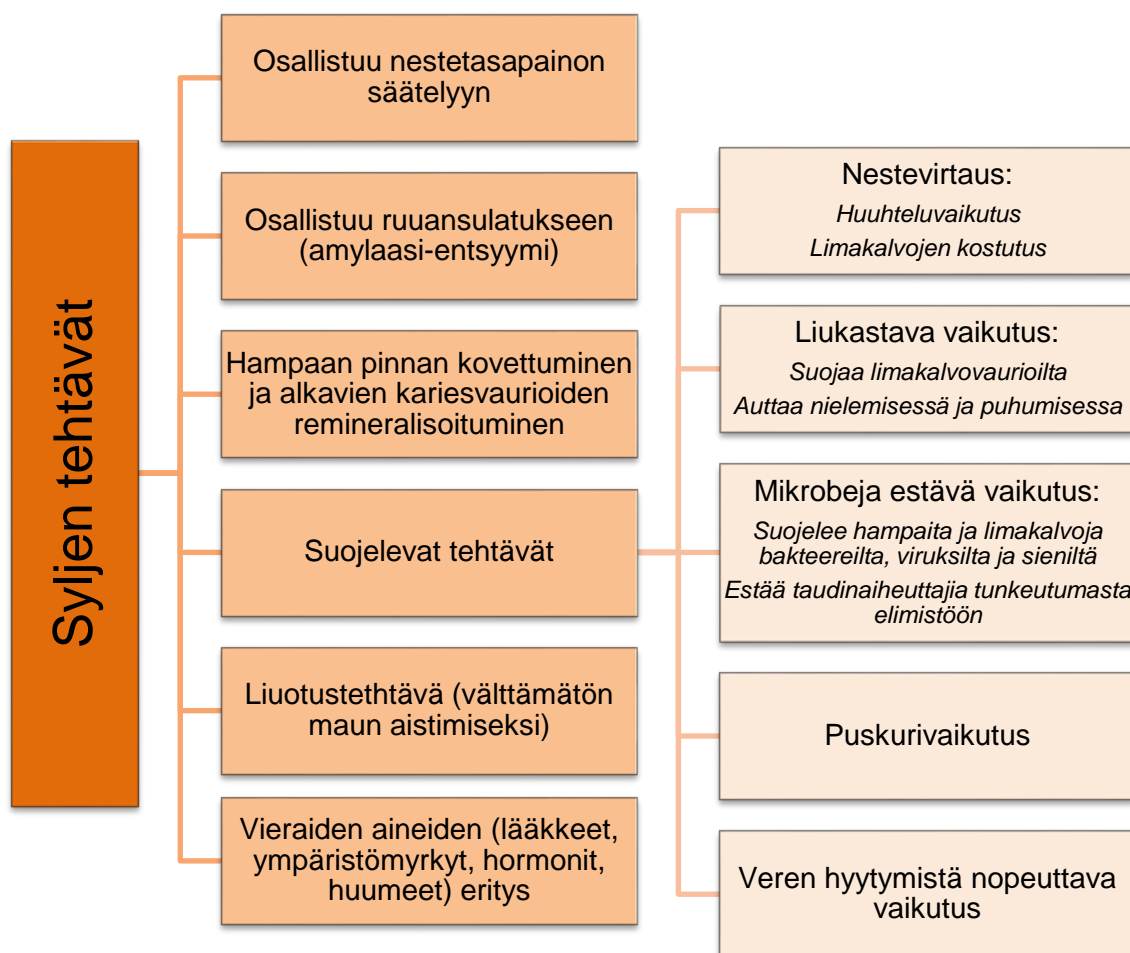 Syljen tehtävät
Osallistuu nestetasapainon
säätelyyn
Osallistuu ruuansulatukseen
(amylaasi-entsyymi)
Hampaan pinnan kovettuminen
ja alkavien kariesvaurioiden
remineralisoituminen
Suojelevat tehtävät
Liuotustehtävä (välttämätön
maun aistimiseksi)
Vieraiden aineiden (lääkkeet,
ympäristömyrkyt, hormonit,
huumeet) eritys
Nestevirtaus:
Huuhteluvaikutus
Limakalvojen kostutus
Liukastava vaikutus:
Suojaa limakalvovaurioilta
Auttaa nielemisessä ja puhumisessa
Mikrobeja estävä vaikutus:
Suojelee hampaita ja limakalvoja
bakteereilta, viruksilta ja sieniltä
Estää taudinaiheuttajia tunkeutumasta
elimistöön
Puskurivaikutus
Veren hyytymistä nopeuttava
vaikutus